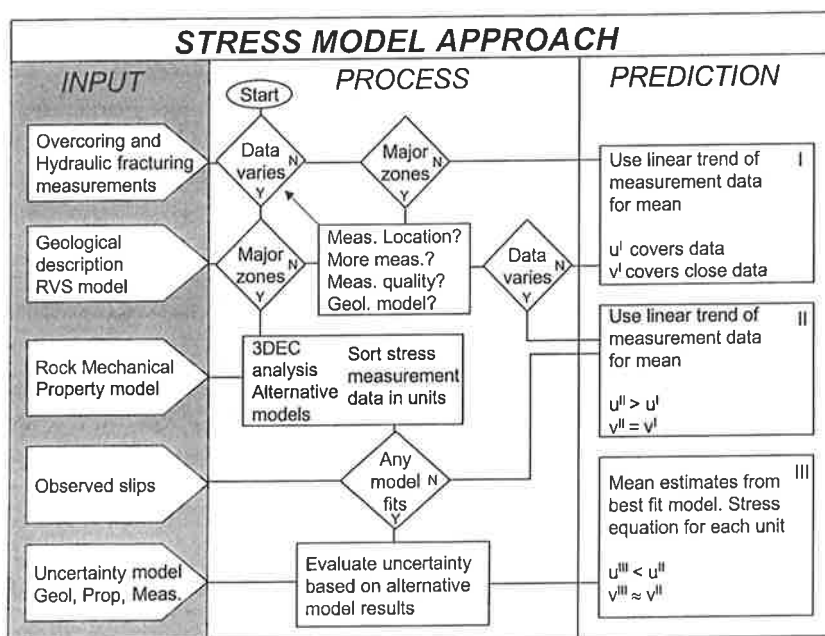 STRESS MODEL APPROACH
INPUT
PROCESS
PREDICTION
Overcoring and
Hydraulic fracturing
measurements
Geological
description
RVS model
Rock Mechanical
Property model
Observed slips
Uncertainty model
Geol, Prop, Meas.
Start
Data
varies
N
Y
Major
zones
N
Y
Major
zones
N
Y
Meas. Location?
More meas.?
Meas. quality?
Geol. model?
Data
varies
N
Y
3DEC
analysis
Alternative
models
Sort stress
measurement
data in units
Any
model
fits
N
Y
Evaluate uncertainty
based on alternative
model results
I
Use linear trend of
measurement data
for mean
uᴵ covers data
vᴵ covers close data
Use linear trend of
II
measurement data
for mean
uᴵᴵ > uᴵ
vᴵᴵ = vᴵ
III
Mean estimates from
best fit model. Stress
equation for each unit
uᴵᴵᴵ < uᴵᴵ
vᴵᴵᴵ ≈ vᴵᴵ